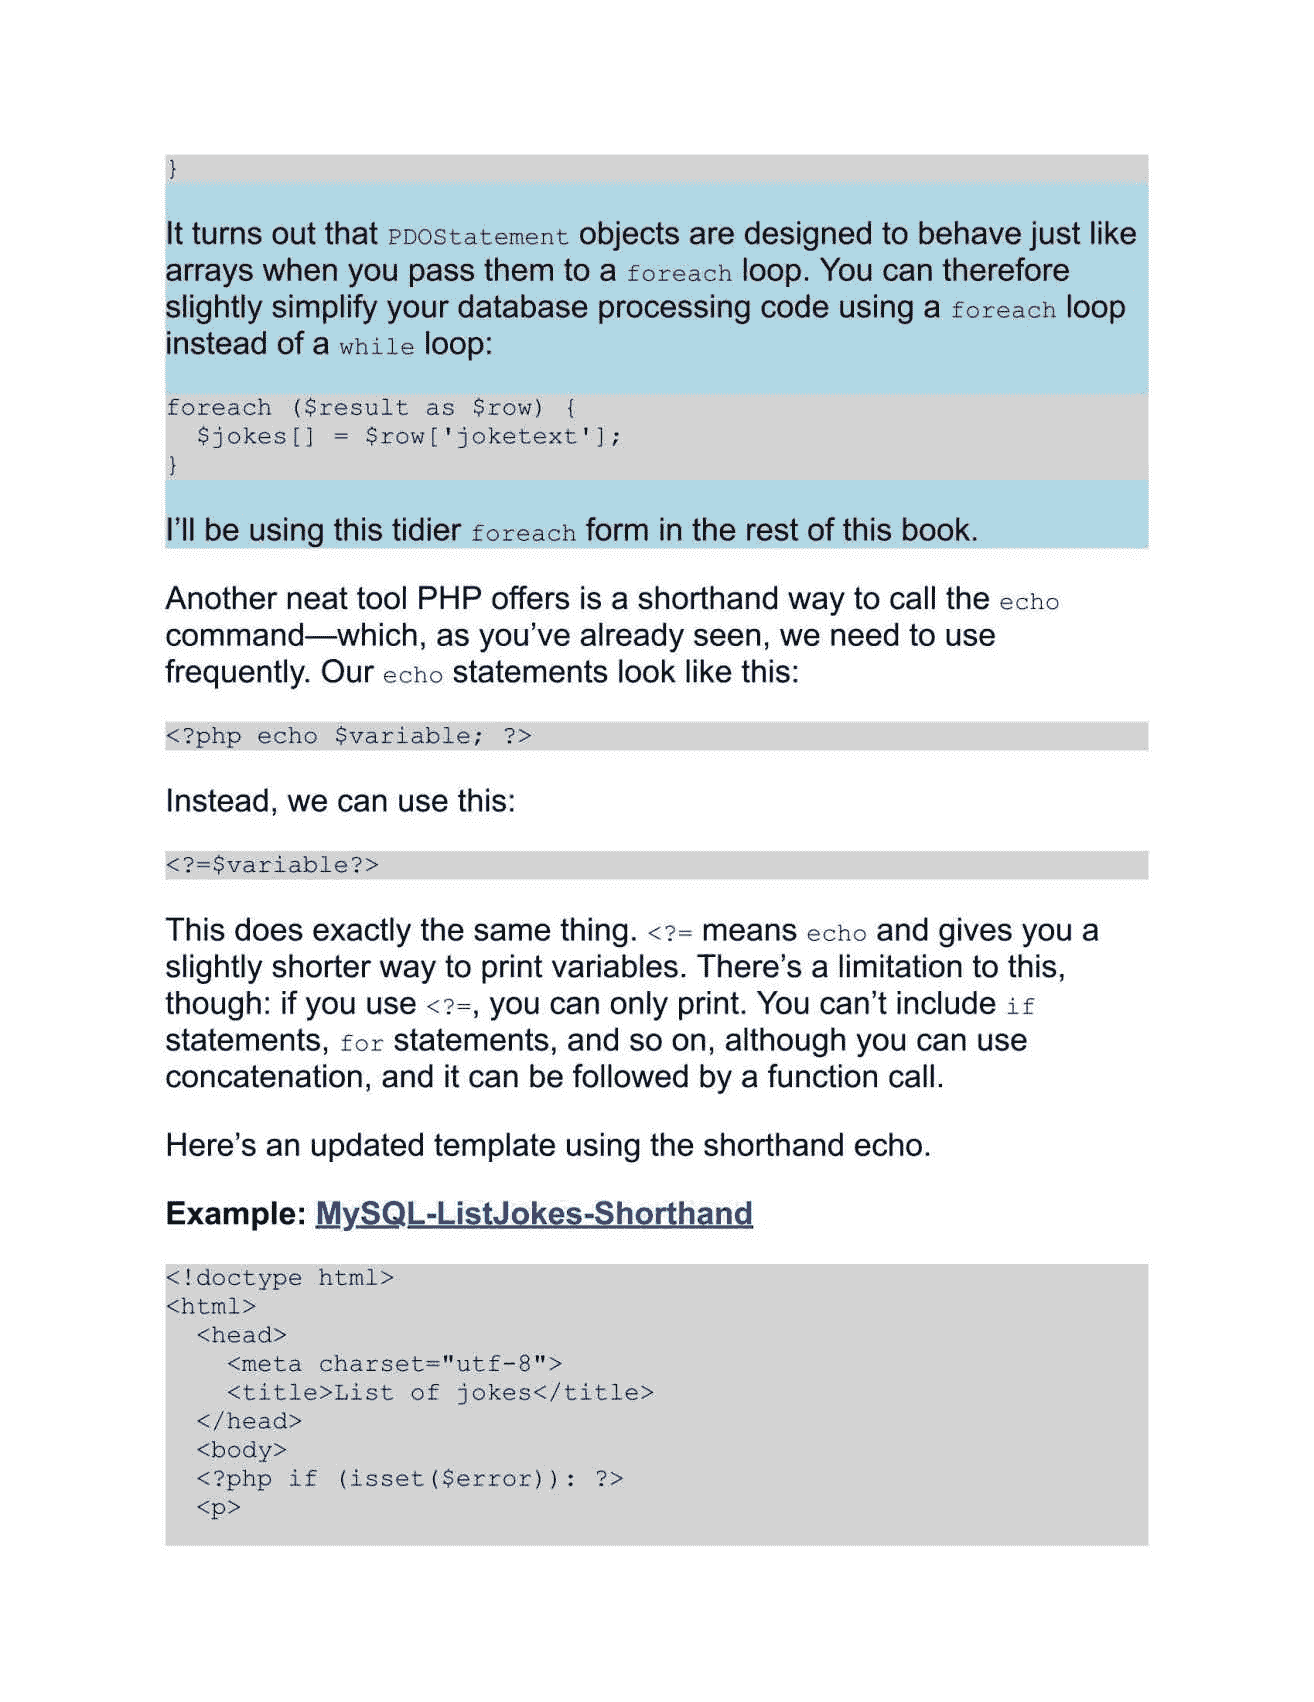 }
It turns out that PDOStatement objects are designed to behave just like
arrays when you pass them to a foreach loop. You can therefore
slightly simplify your database processing code using a foreach loop
instead of a while loop:
foreach ($result as $row) {
  $jokes[] = $row['joketext'];
}
I’ll be using this tidier foreach form in the rest of this book.
Another neat tool PHP offers is a shorthand way to call the echo
command—which, as you’ve already seen, we need to use
frequently. Our echo statements look like this:
<?php echo $variable; ?>
Instead, we can use this:
<?=$variable?>
This does exactly the same thing. <?= means echo and gives you a
slightly shorter way to print variables. There’s a limitation to this,
though: if you use <?=, you can only print. You can’t include if
statements, for statements, and so on, although you can use
concatenation, and it can be followed by a function call.
Here’s an updated template using the shorthand echo.
Example: MySQL-ListJokes-Shorthand
<!doctype html>
<html>
  <head>
    <meta charset="utf-8">
    <title>List of jokes</title>
  </head>
  <body>
  <?php if (isset($error)): ?>
  <p>